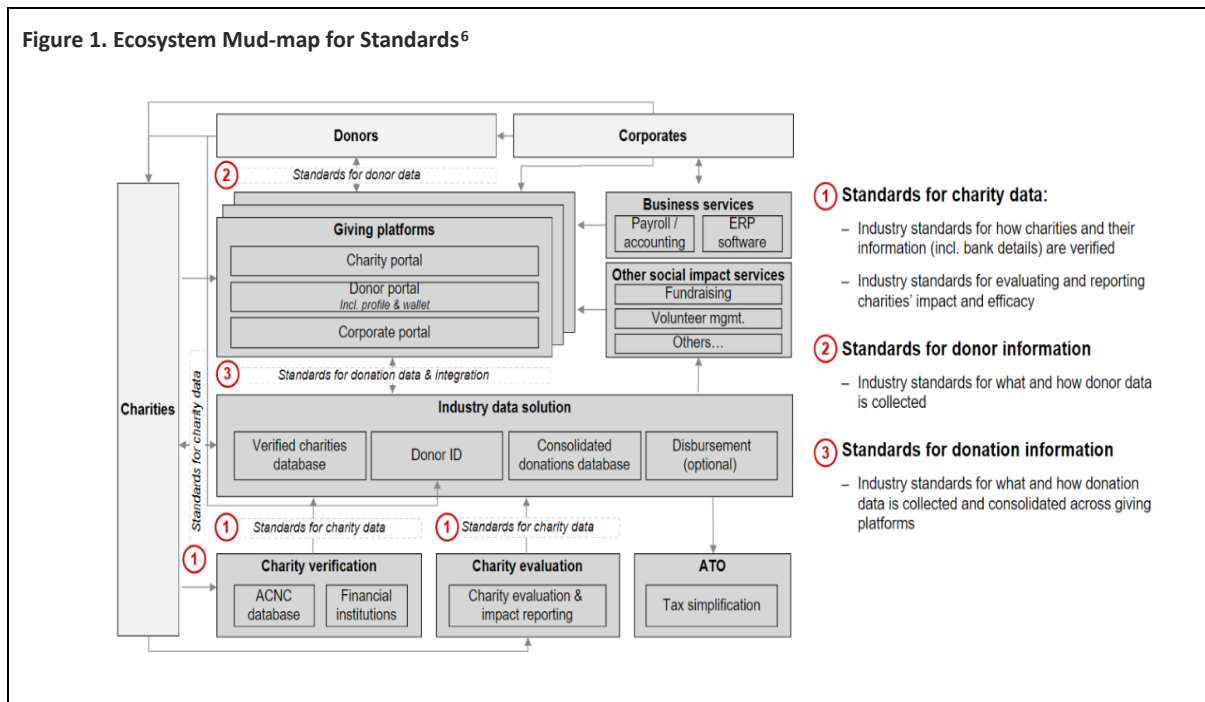 Figure 1. Ecosystem Mud-map for Standards⁶
Donors
Corporates
2
Standards for donor data
Giving platforms
Charity portal
Donor portal
Incl. profile & wallet
Corporate portal
Business services
Payroll /
accounting
ERP
software
Other social impact services
Fundraising
Volunteer mgmt.
Others…
3
Standards for donation data & integration
Charities
Standards for charity data
1
Industry data solution
Verified charities
database
Donor ID
Consolidated
donations database
Disbursement
(optional)
1
Standards for charity data
1
Standards for charity data
Charity verification
ACNC
database
Financial
institutions
Charity evaluation
Charity evaluation &
impact reporting
ATO
Tax simplification
1 Standards for charity data:
– Industry standards for how charities and their
information (incl. bank details) are verified
– Industry standards for evaluating and reporting
charities’ impact and efficacy
2 Standards for donor information
– Industry standards for what and how donor data
is collected
3 Standards for donation information
– Industry standards for what and how donation
data is collected and consolidated across giving
platforms